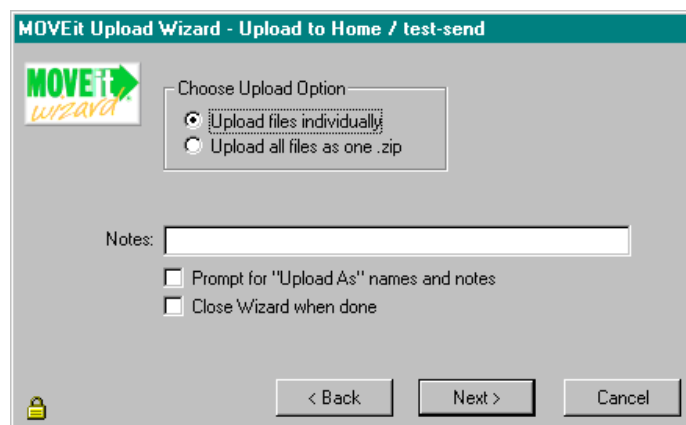 MOVEit Upload Wizard - Upload to Home / test-send
MOVEit
wizard
Choose Upload Option
Upload files individually
Upload all files as one .zip
Notes:
Prompt for "Upload As" names and notes
Close Wizard when done
< Back
Next >
Cancel